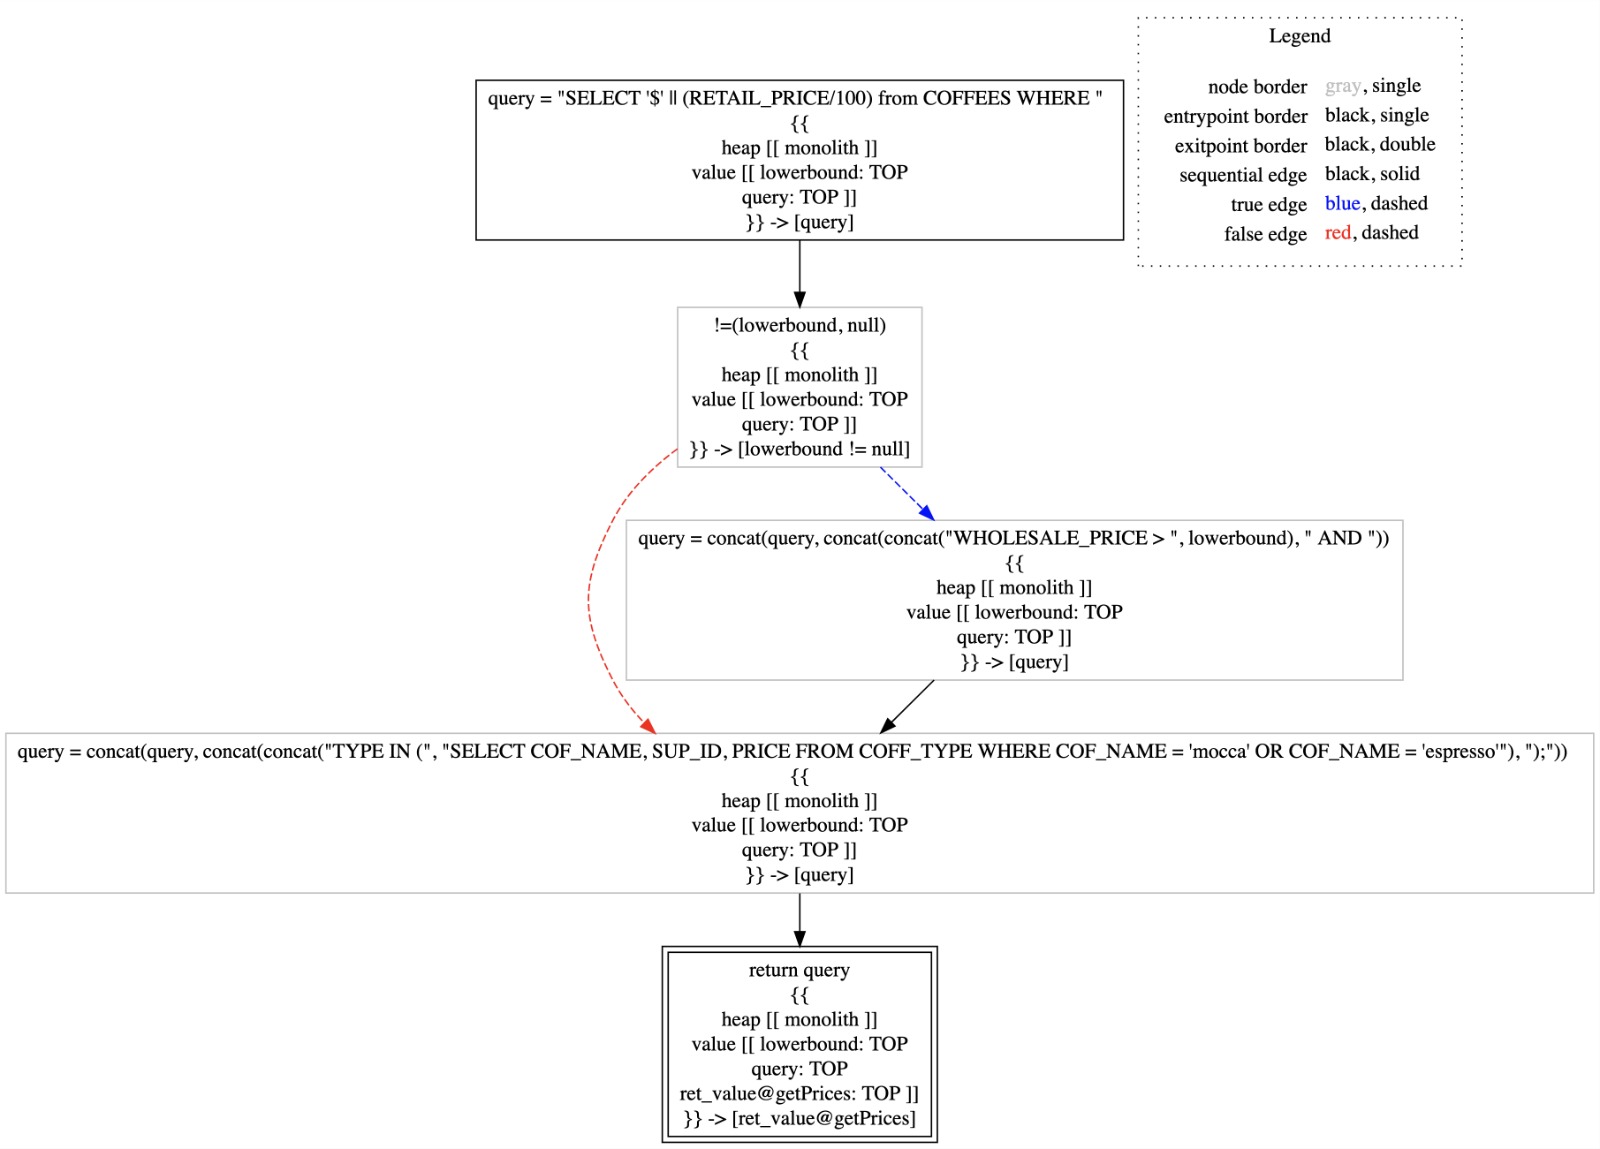 Legend
node border gray, single
entrypoint border black, single
exitpoint border black, double
sequential edge black, solid
true edge blue, dashed
false edge red, dashed
query = "SELECT '$' || (RETAIL_PRICE/100) from COFFEES WHERE "
{{
heap [[ monolith ]]
value [[ lowerbound: TOP
query: TOP ]]
}} -> [query]
!=(lowerbound, null)
{{
heap [[ monolith ]]
value [[ lowerbound: TOP
query: TOP ]]
}} -> [lowerbound != null]
query = concat(query, concat(concat("WHOLESALE_PRICE > ", lowerbound), " AND "))
{{
heap [[ monolith ]]
value [[ lowerbound: TOP
query: TOP ]]
}} -> [query]
query = concat(query, concat(concat("TYPE IN (", "SELECT COF_NAME, SUP_ID, PRICE FROM COFF_TYPE WHERE COF_NAME = 'mocca' OR COF_NAME = 'espresso'"), ");"))
{{
heap [[ monolith ]]
value [[ lowerbound: TOP
query: TOP ]]
}} -> [query]
return query
{{
heap [[ monolith ]]
value [[ lowerbound: TOP
query: TOP
ret_value@getPrices: TOP ]]
}} -> [ret_value@getPrices]